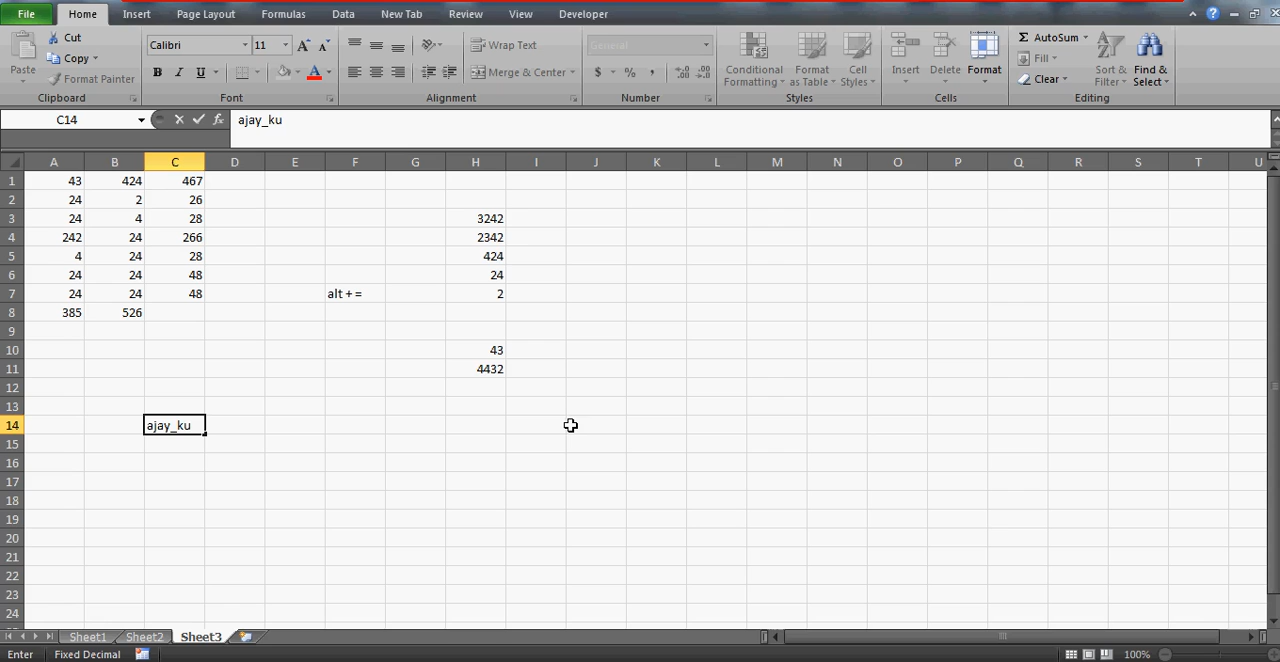 File Home Insert Page Layout Formulas Data New Tab Review View Developer
Cut Calibri 11 Wrap Text General AutoSum
Copy Fill
Paste Format Painter B I U A Merge & Center $ % , Conditional Formatting Format as Table Cell Styles Insert Delete Format Clear Sort & Filter Find & Select
Clipboard Font Alignment Number Styles Cells Editing
C14 fx ajay_ku
A B C D E F G H I J K L M N O P Q R S T U
1 43 424 467
2 24 2 26
3 24 4 28 3242
4 242 24 266 2342
5 4 24 28 424
6 24 24 48 24
7 24 24 48 alt + = 2
8 385 526
9
10 43
11 4432
12
13
14 ajay_ku
15
16
17
18
19
20
21
22
23
24
Sheet1 Sheet2 Sheet3
Enter Fixed Decimal 100%